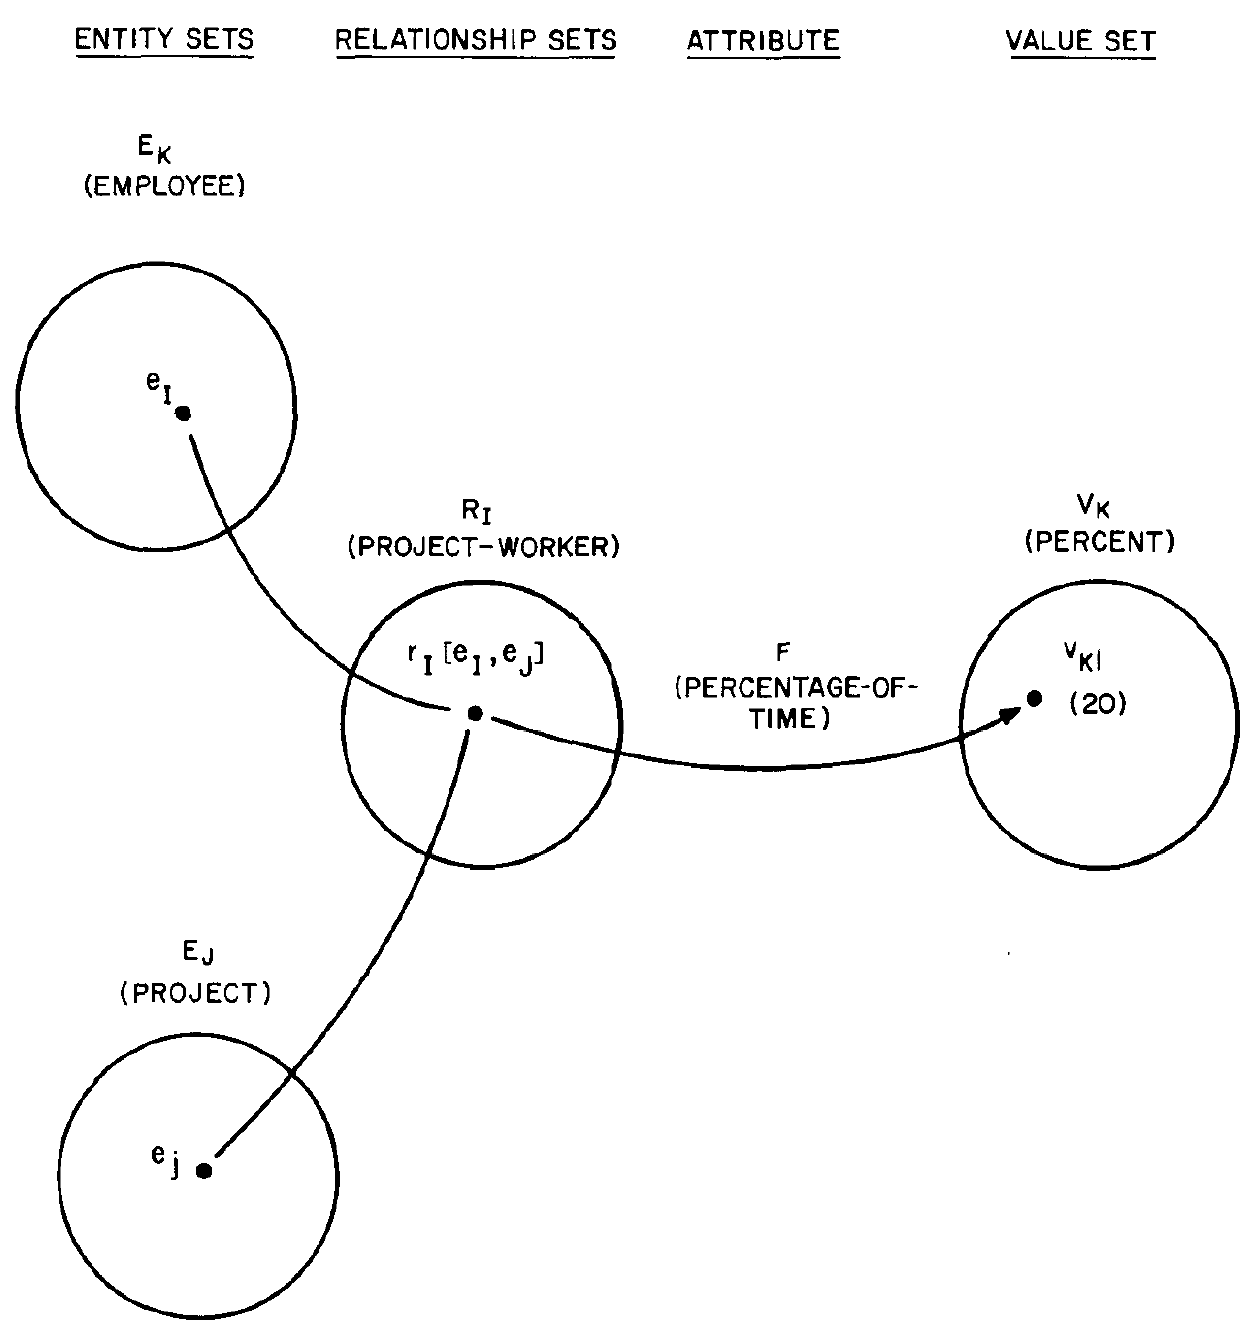 ENTITY SETS RELATIONSHIP SETS ATTRIBUTE VALUE SET
E_K
(EMPLOYEE)
e_I
R_I
(PROJECT-WORKER)
r_I [e_I, e_J]
F
(PERCENTAGE-OF-
TIME)
V_K
(PERCENT)
v_KI
(20)
E_J
(PROJECT)
e_j